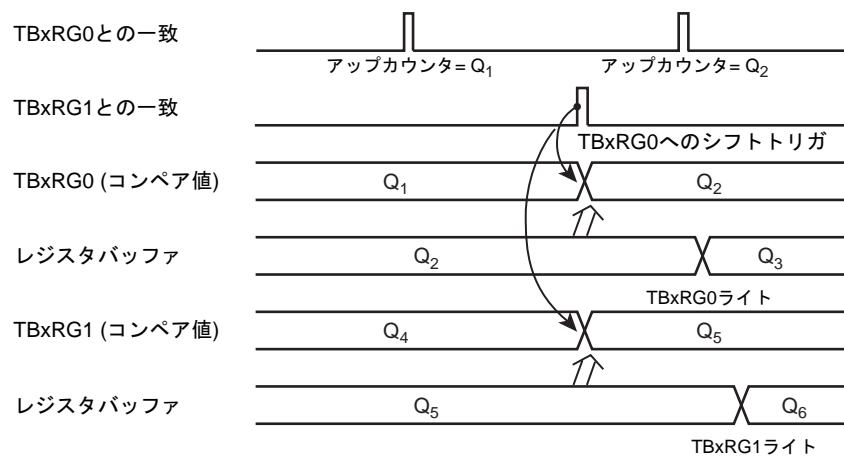 TBxRG0との一致
アップカウンタ= Q₁
アップカウンタ= Q₂
TBxRG1との一致
TBxRG0へのシフトトリガ
TBxRG0 (コンペア値)
Q₁
Q₂
レジスタバッファ
Q₂
Q₃
TBxRG0ライト
TBxRG1 (コンペア値)
Q₄
Q₅
レジスタバッファ
Q₅
Q₆
TBxRG1ライト